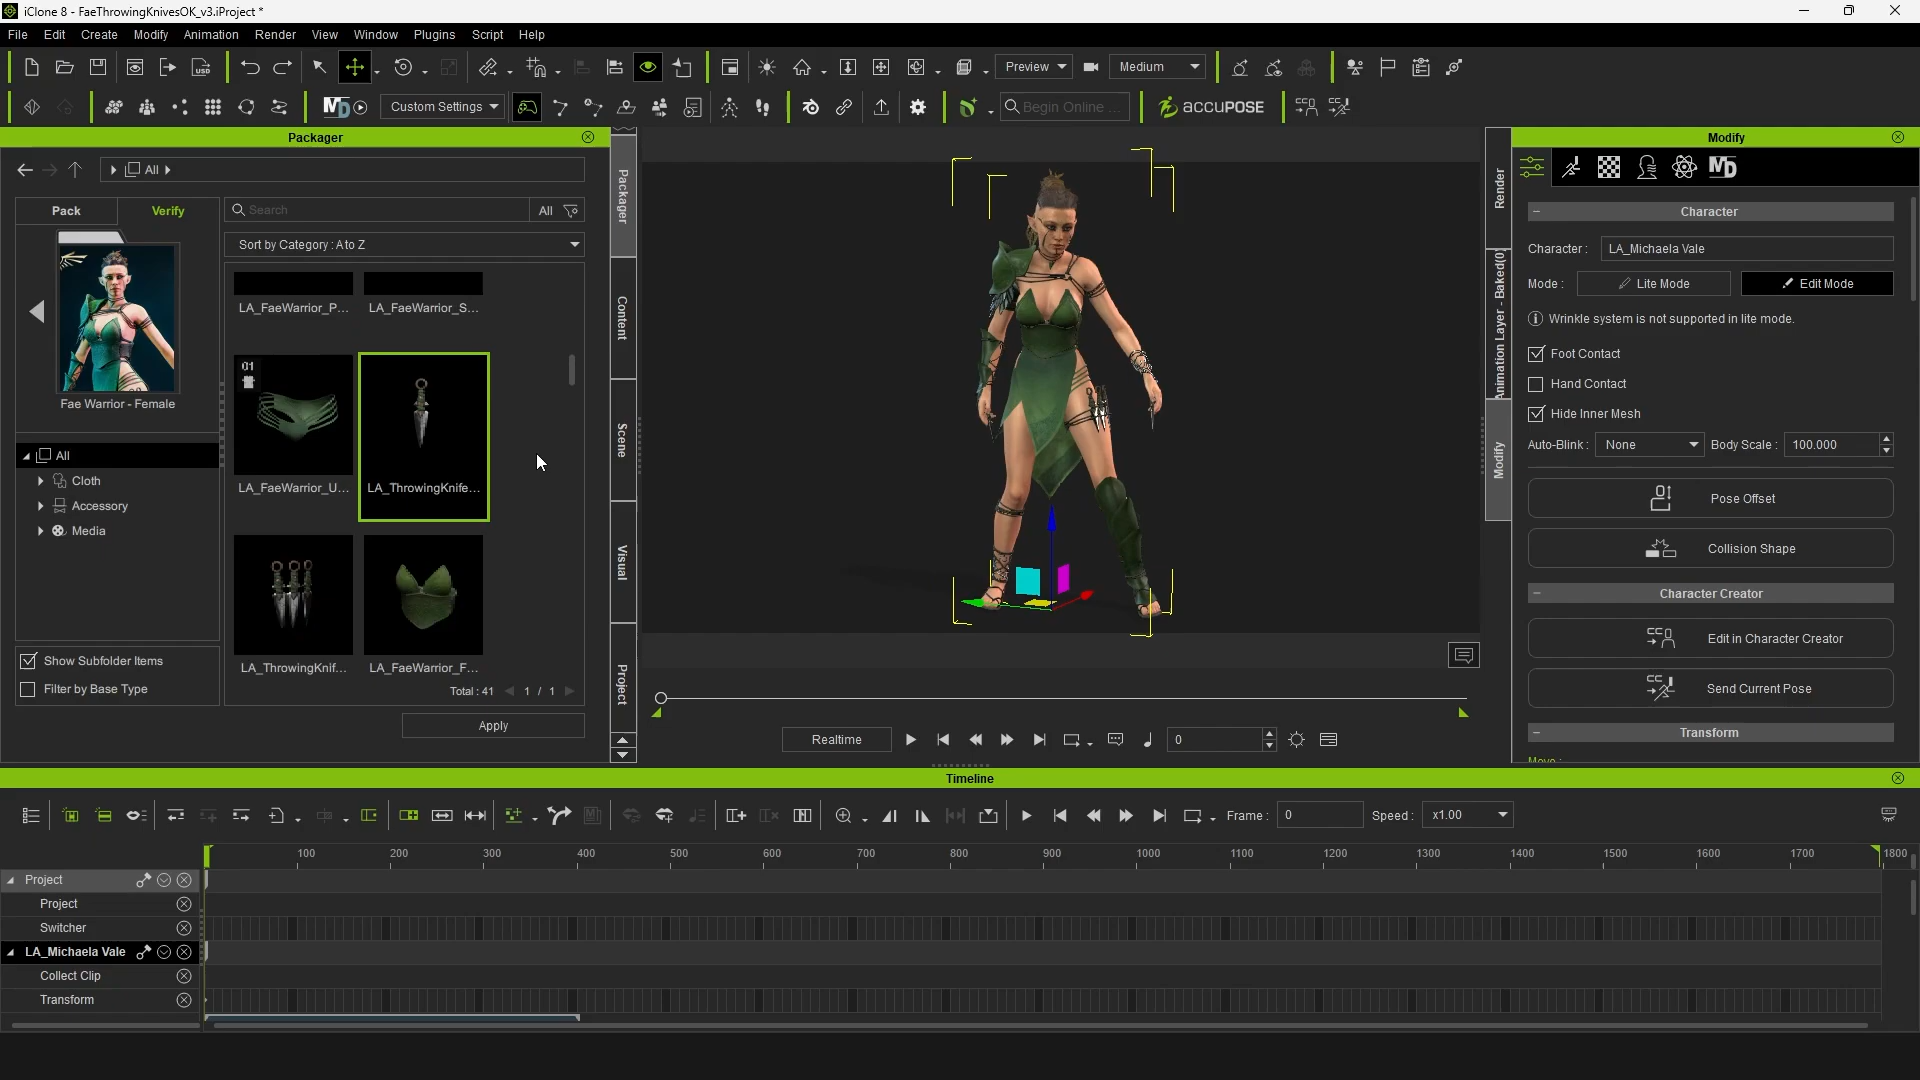 iClone 8 - FaeThrowingKnivesOK_v3.iProject *
File Edit Create Modify Animation Render View Window Plugins Script Help
Preview
Medium
Custom Settings
Begin Online ...
ACCUPOSE
Packager
All
Pack
Verify
Search
All
Sort by Category : A to Z
Fae Warrior - Female
All
Cloth
Accessory
Media
Show Subfolder Items
Filter by Base Type
LA_FaeWarrior_P...
LA_FaeWarrior_S...
01
LA_FaeWarrior_U...
LA_ThrowingKnife...
LA_ThrowingKnif...
LA_FaeWarrior_F...
Total : 41
1 / 1
Apply
Packager
Content
Scene
Visual
Project
Realtime
0
Render
Animation Layer - Baked(0)
Modify
Modify
Character
Character :
LA_Michaela Vale
Mode :
Lite Mode
Edit Mode
Wrinkle system is not supported in lite mode.
Foot Contact
Hand Contact
Hide Inner Mesh
Auto-Blink :
None
Body Scale :
100.000
Pose Offset
Collision Shape
Character Creator
Edit in Character Creator
Send Current Pose
Transform
Move :
Timeline
Frame :
0
Speed :
x1.00
100 200 300 400 500 600 700 800 900 1000 1100 1200 1300 1400 1500 1600 1700 1800
Project
Project
Switcher
LA_Michaela Vale
Collect Clip
Transform